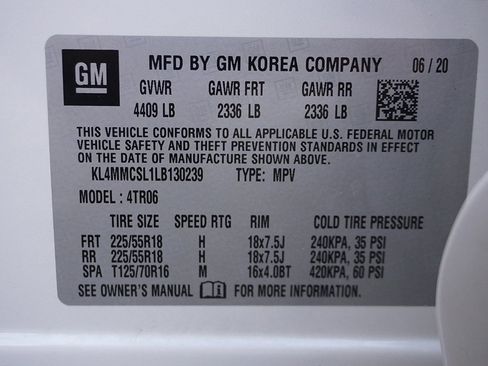 GM MFD BY GM KOREA COMPANY 06/20
GVWR GAWR FRT GAWR RR
4409 LB 2336 LB 2336 LB
THIS VEHICLE CONFORMS TO ALL APPLICABLE U.S. FEDERAL MOTOR
VEHICLE SAFETY AND THEFT PREVENTION STANDARDS IN EFFECT
ON THE DATE OF MANUFACTURE SHOWN ABOVE.
KL4MMCSL1LB130239 TYPE: MPV
MODEL : 4TR06
TIRE SIZE SPEED RTG RIM COLD TIRE PRESSURE
FRT 225/55R18 H 18x7.5J 240KPA, 35 PSI
RR 225/55R18 H 18x7.5J 240KPA, 35 PSI
SPA T125/70R16 M 16x4.0BT 420KPA, 60 PSI
SEE OWNER'S MANUAL FOR MORE INFORMATION.